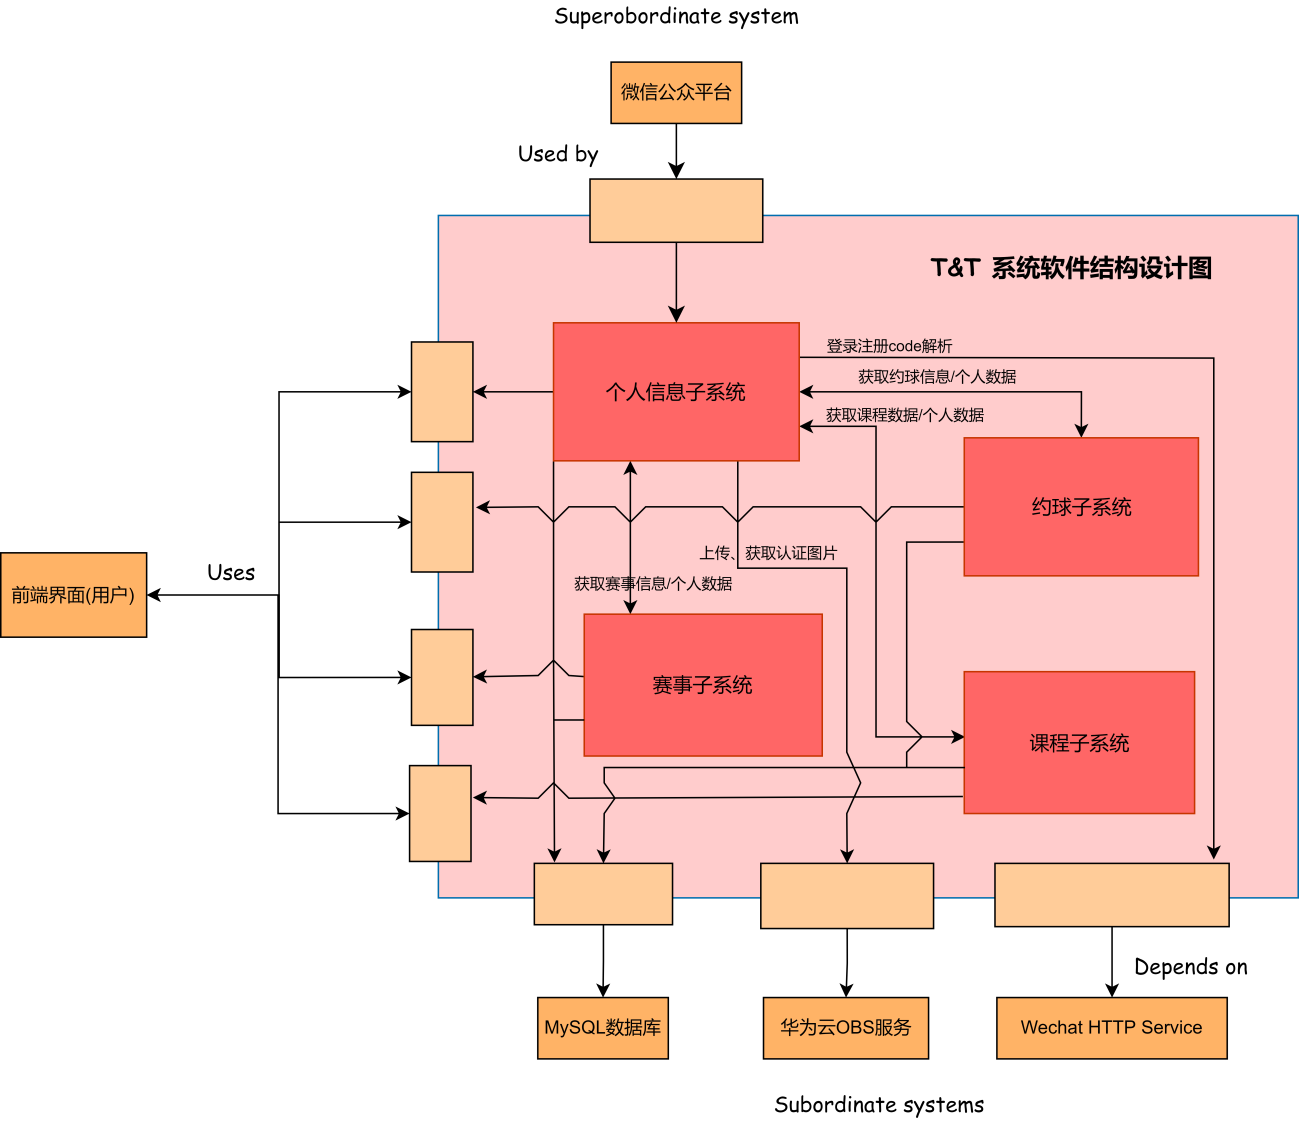 Superobordinate system
微信公众平台
Used by
T&T 系统软件结构设计图
登录注册code解析
获取约球信息/个人数据
个人信息子系统
获取课程数据/个人数据
约球子系统
上传、获取认证图片
Uses
获取赛事信息/个人数据
前端界面(用户)
赛事子系统
课程子系统
Depends on
MySQL数据库
华为云OBS服务
Wechat HTTP Service
Subordinate systems